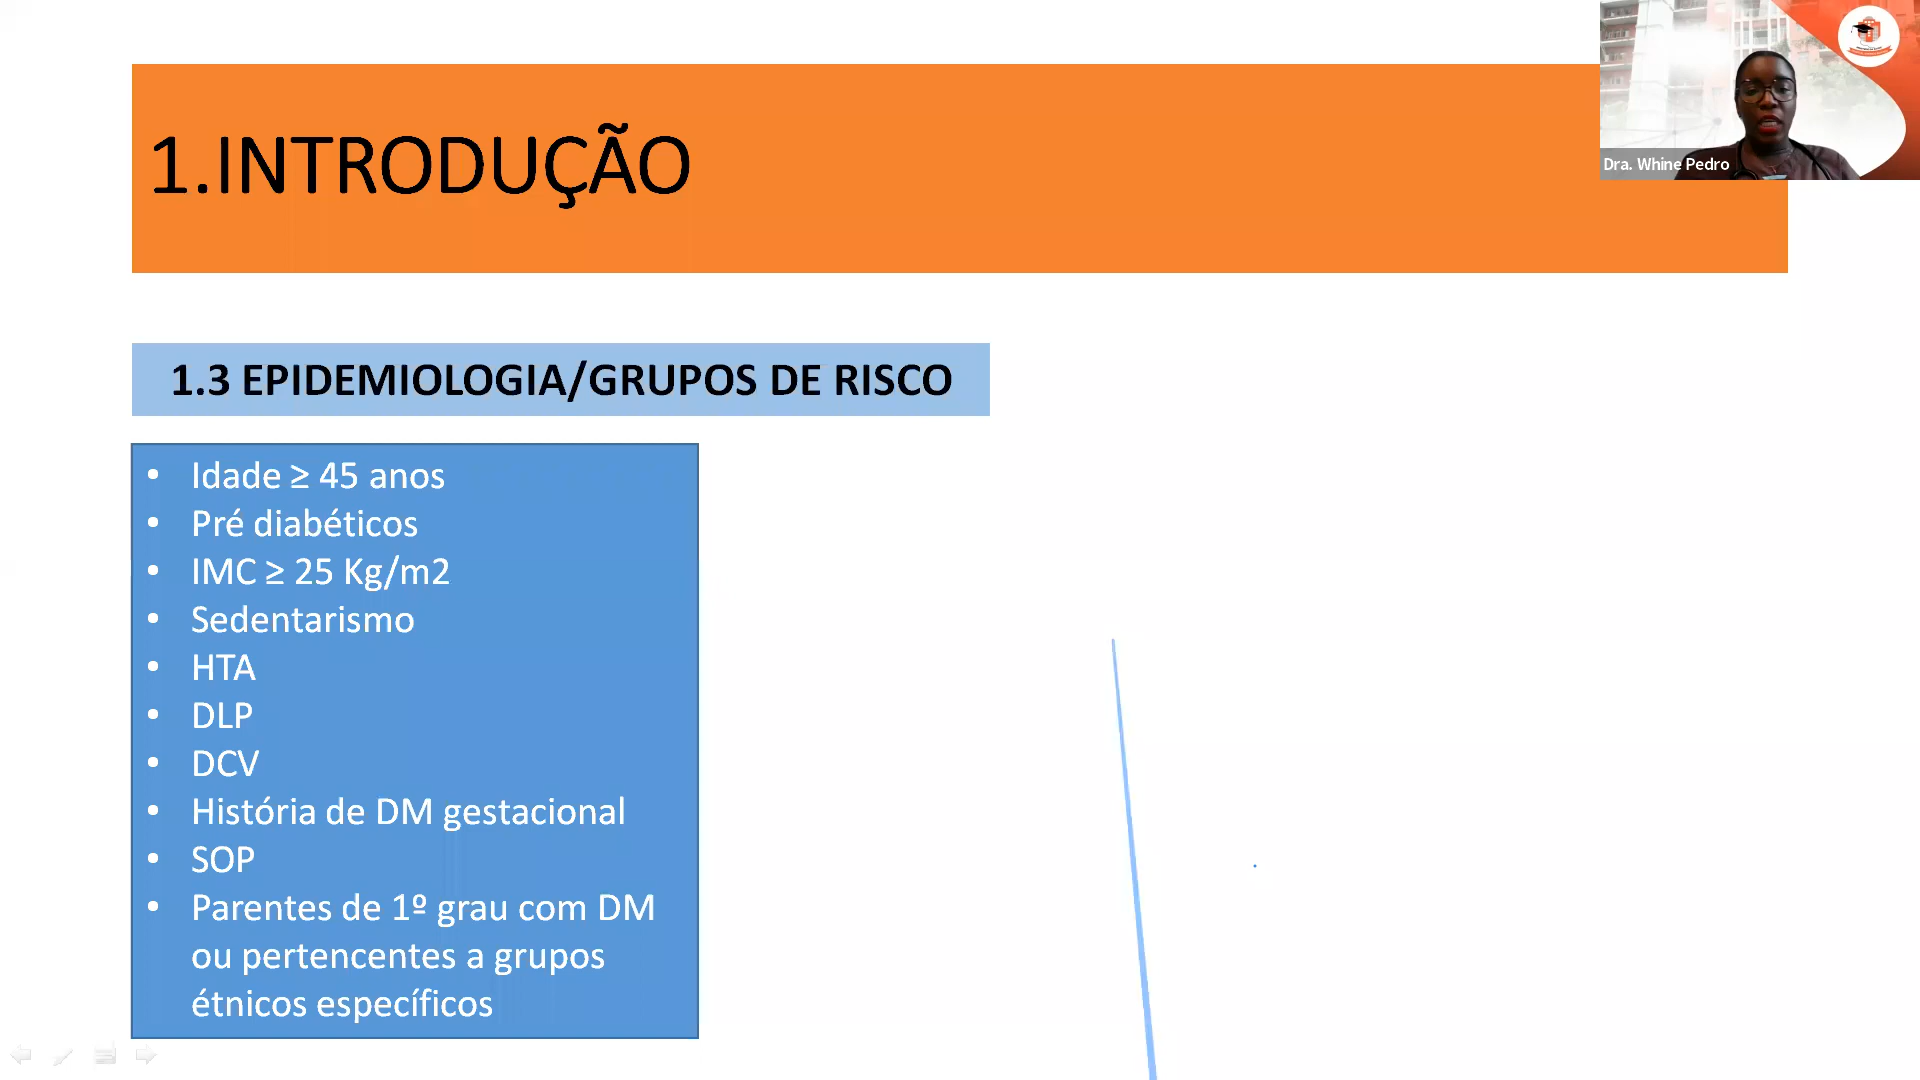 1.INTRODUÇÃO
Dra. Whine Pedro
1.3 EPIDEMIOLOGIA/GRUPOS DE RISCO
• Idade ≥ 45 anos
• Pré diabéticos
• IMC ≥ 25 Kg/m2
• Sedentarismo
• HTA
• DLP
• DCV
• História de DM gestacional
• SOP
• Parentes de 1º grau com DM
ou pertencentes a grupos
étnicos específicos